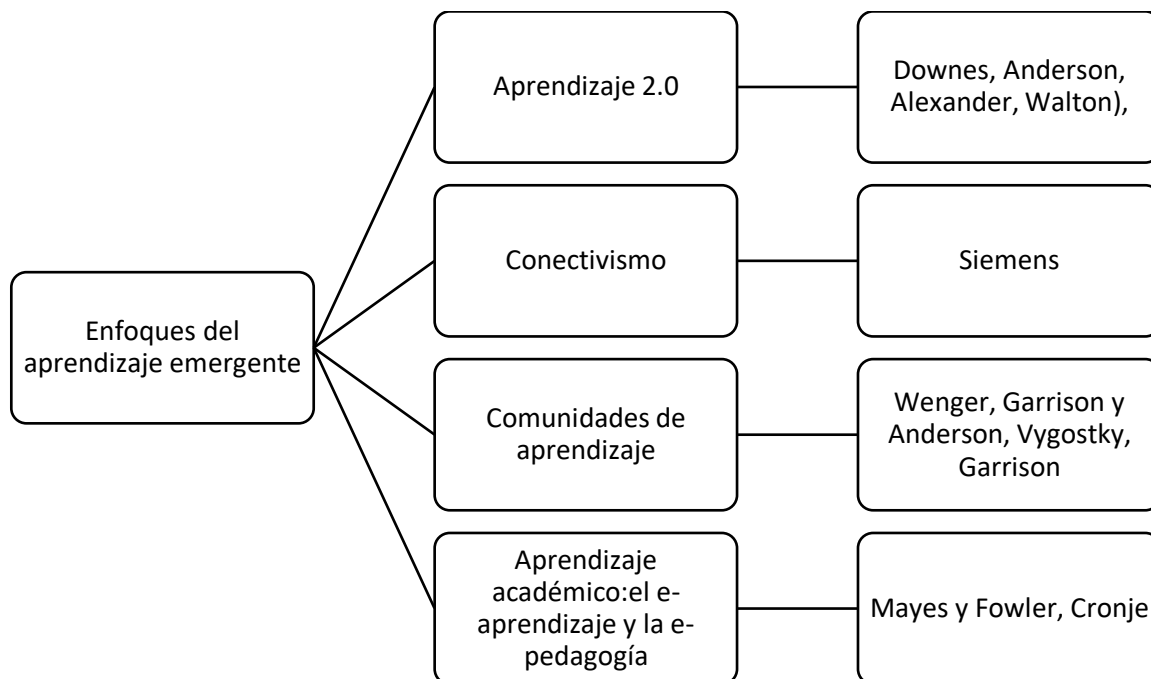 Enfoques del
aprendizaje emergente
Aprendizaje 2.0
Downes, Anderson,
Alexander, Walton),
Conectivismo
Siemens
Comunidades de
aprendizaje
Wenger, Garrison y
Anderson, Vygostky,
Garrison
Aprendizaje
académico:el e-
aprendizaje y la e-
pedagogía
Mayes y Fowler, Cronje